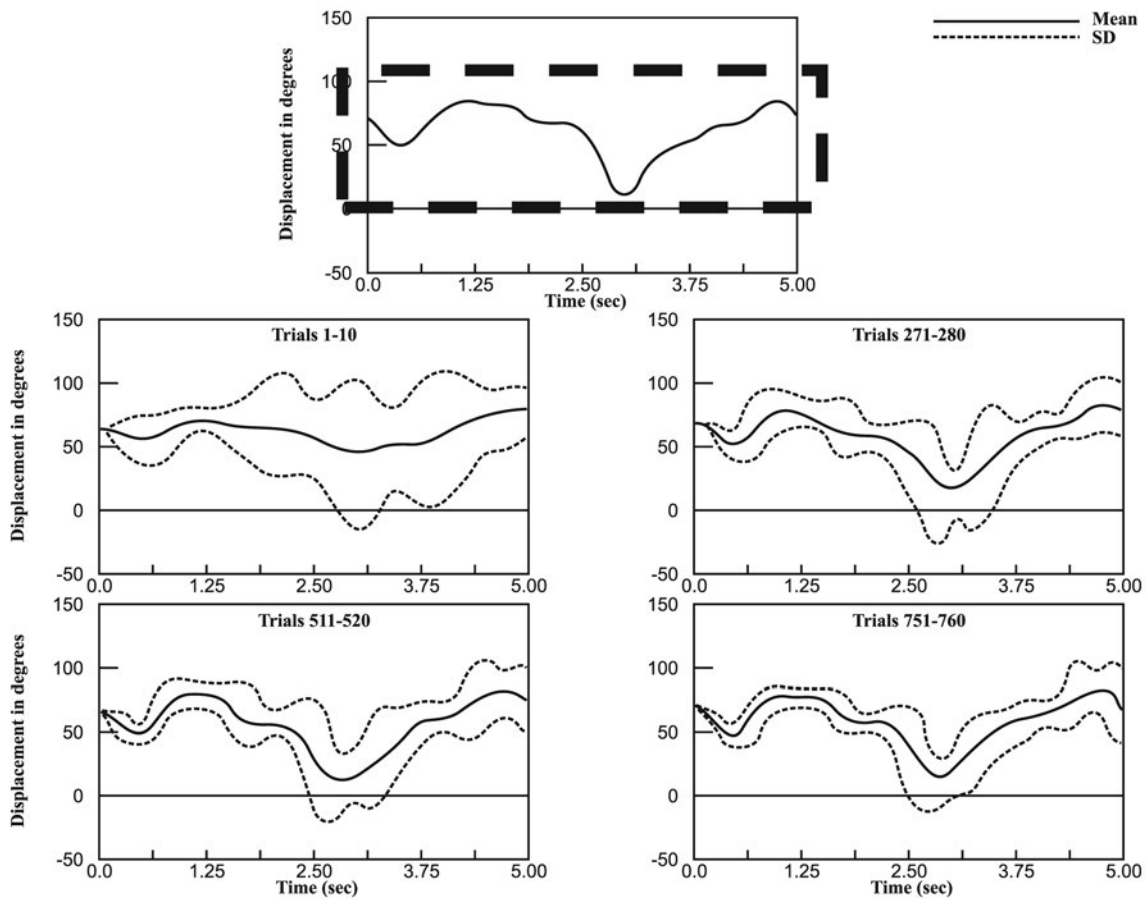 Mean
SD
Displacement in degrees
150
100
50
0
-50
0.0 1.25 2.50 3.75 5.00
Time (sec)
Displacement in degrees
150
100
50
0
-50
Trials 1-10
0.0 1.25 2.50 3.75 5.00
150
100
50
0
-50
Trials 271-280
0.0 1.25 2.50 3.75 5.00
Displacement in degrees
150
100
50
0
-50
Trials 511-520
0.0 1.25 2.50 3.75 5.00
Time (sec)
150
100
50
0
-50
Trials 751-760
0.0 1.25 2.50 3.75 5.00
Time (sec)